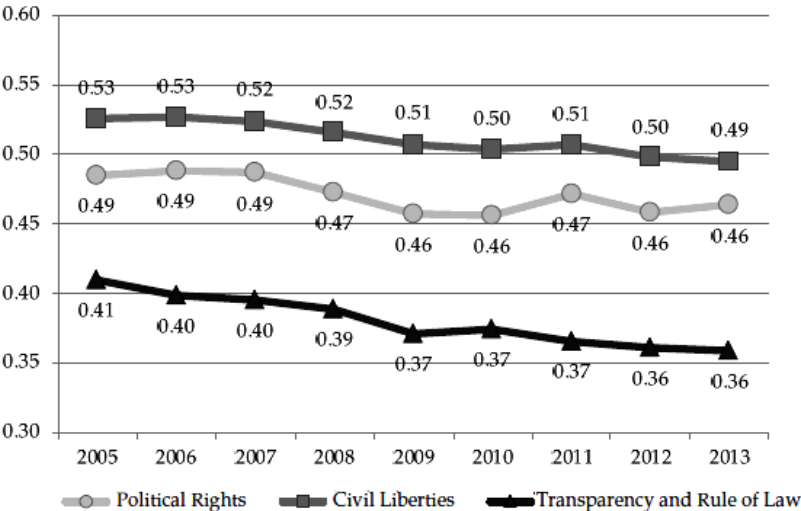 0.60
0.55
0.53 0.53 0.52 0.52 0.51 0.50 0.51 0.50 0.49
0.50
0.49 0.49 0.49 0.47 0.46 0.46 0.47 0.46 0.46
0.45
0.40
0.41 0.40 0.40 0.39 0.37 0.37 0.37 0.36 0.36
0.35
0.30
2005 2006 2007 2008 2009 2010 2011 2012 2013
Political Rights Civil Liberties Transparency and Rule of Law